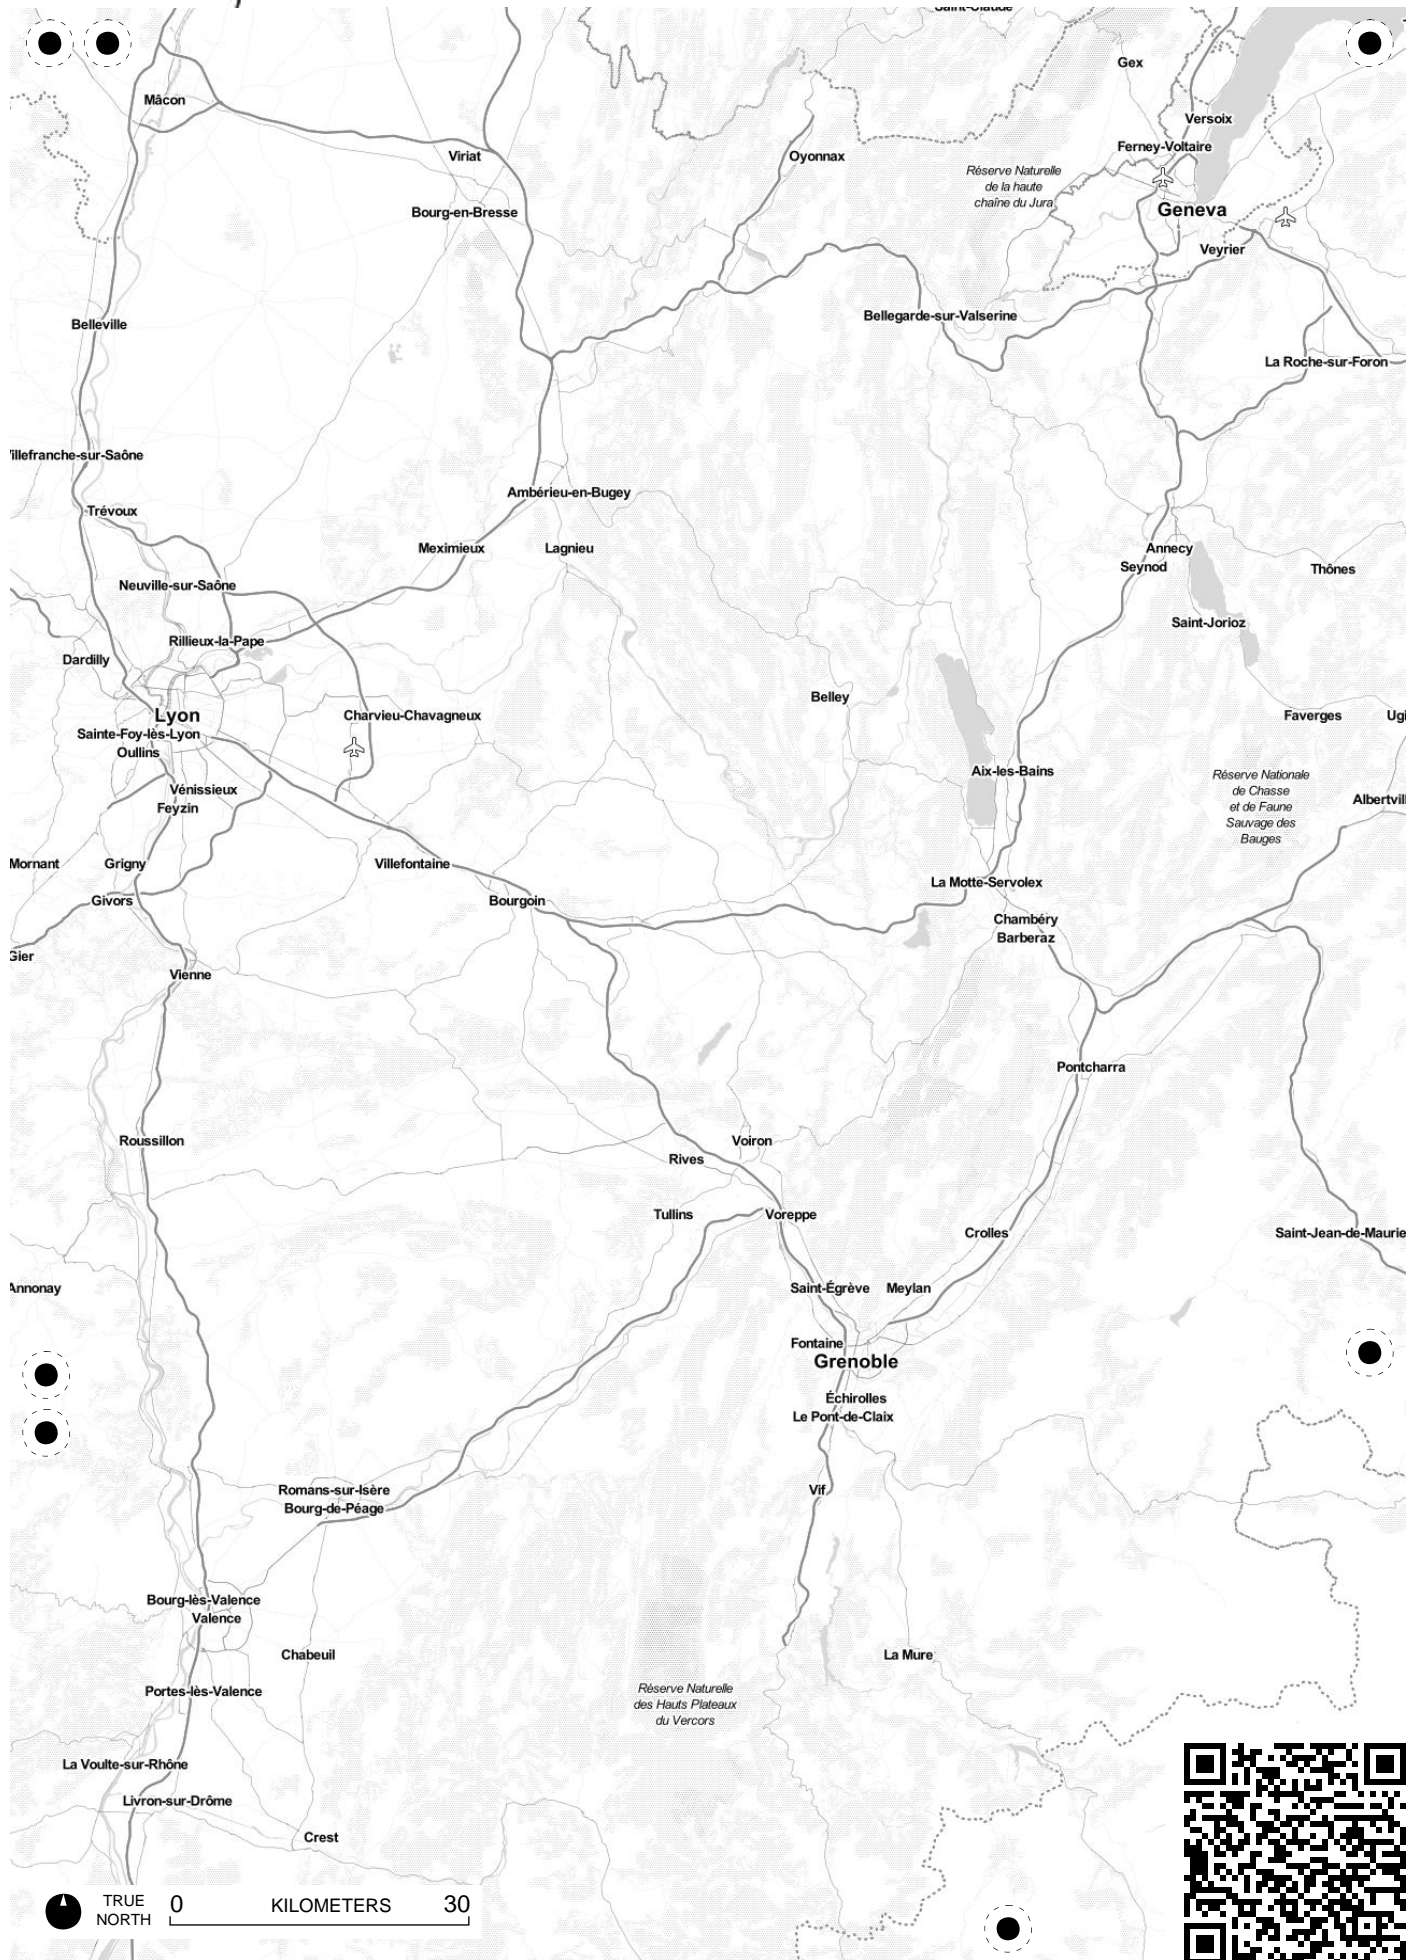 Saint-Claude
Gex
Mâcon
Versoix
Ferney-Voltaire
Viriat
Oyonnax
Réserve Naturelle
de la haute
chaîne du Jura
Bourg-en-Bresse
Geneva
Veyrier
Bellegarde-sur-Valserine
Belleville
La Roche-sur-Foron
illefranche-sur-Saône
Ambérieu-en-Bugey
Trévoux
Meximieux
Lagnieu
Annecy
Seynod
Thônes
Neuville-sur-Saône
Saint-Jorioz
Rillieux-la-Pape
Dardilly
Belley
Lyon
Charvieu-Chavagneux
Faverges
Ugi
Sainte-Foy-lès-Lyon
Oullins
Aix-les-Bains
Réserve Nationale
de Chasse
et de Faune
Sauvage des
Bauges
Vénissieux
Feyzin
Albertvil
Mornant
Grigny
Villefontaine
La Motte-Servolex
Givors
Bourgoin
Chambéry
Barberaz
Gier
Vienne
Pontcharra
Roussillon
Voiron
Rives
Tullins
Voreppe
Crolles
Saint-Jean-de-Maurie
Annonay
Saint-Égrève
Meylan
Fontaine
Grenoble
Échirolles
Le Pont-de-Claix
Romans-sur-Isère
Bourg-de-Péage
Vif
Bourg-lès-Valence
Valence
Chabeuil
La Mure
Portes-lès-Valence
Réserve Naturelle
des Hauts Plateaux
du Vercors
La Voulte-sur-Rhône
Livron-sur-Drôme
Crest
TRUE
NORTH
0 KILOMETERS 30